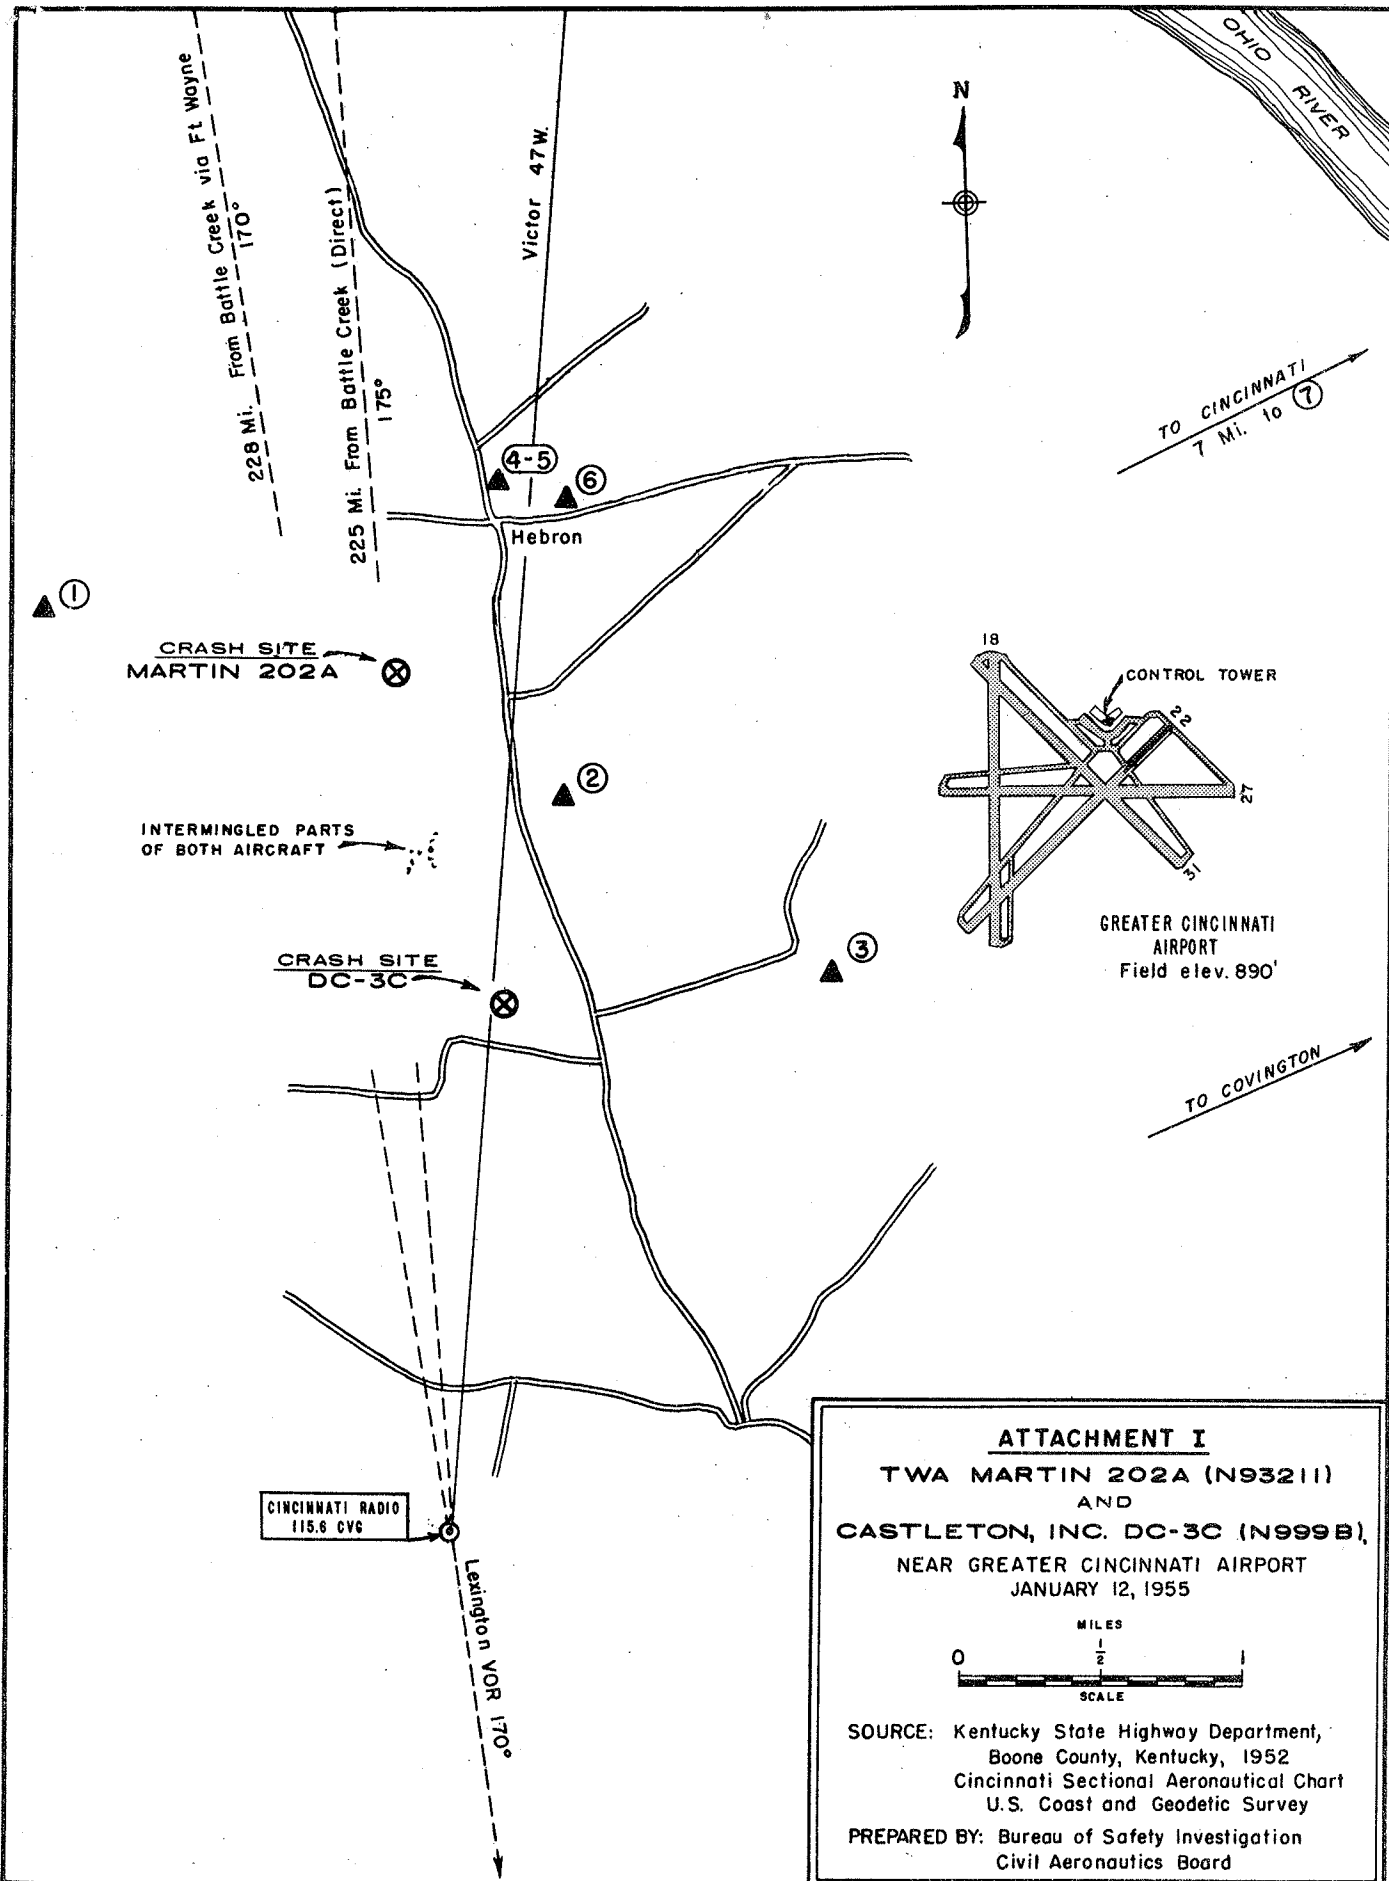 OHIO RIVER
N
228 Mi. From Battle Creek via Ft Wayne
170°
225 Mi. From Battle Creek (Direct)
175°
Victor 47W.
TO CINCINNATI
7 Mi. to 7
4-5
6
Hebron
1
CRASH SITE
MARTIN 202A
18
CONTROL TOWER
22
27
31
2
INTERMINGLED PARTS
OF BOTH AIRCRAFT
GREATER CINCINNATI
AIRPORT
Field elev. 890'
3
CRASH SITE
DC-3C
TO COVINGTON
CINCINNATI RADIO
115.6 CVG
Lexington VOR 170°
ATTACHMENT I
TWA MARTIN 202A (N93211)
AND
CASTLETON, INC. DC-3C (N999B),
NEAR GREATER CINCINNATI AIRPORT
JANUARY 12, 1955
MILES
0 1/2 1
SCALE
SOURCE: Kentucky State Highway Department,
Boone County, Kentucky, 1952
Cincinnati Sectional Aeronautical Chart
U.S. Coast and Geodetic Survey
PREPARED BY: Bureau of Safety Investigation
Civil Aeronautics Board